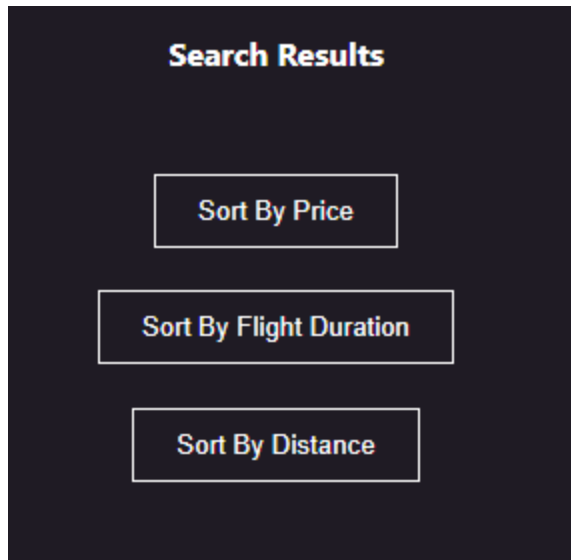 Search Results
Sort By Price
Sort By Flight Duration
Sort By Distance